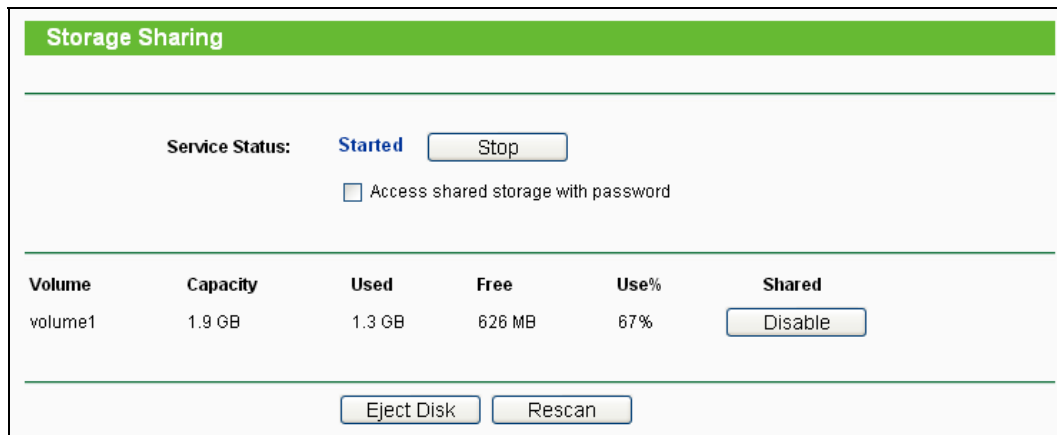 Storage Sharing
Service Status: Started Stop
Access shared storage with password
Volume Capacity Used Free Use% Shared
volume1 1.9 GB 1.3 GB 626 MB 67% Disable
Eject Disk Rescan